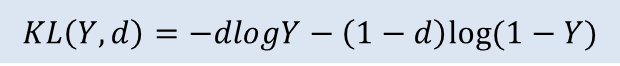 KL(Y, d) = −dlogY − (1 − d)log(1 − Y)